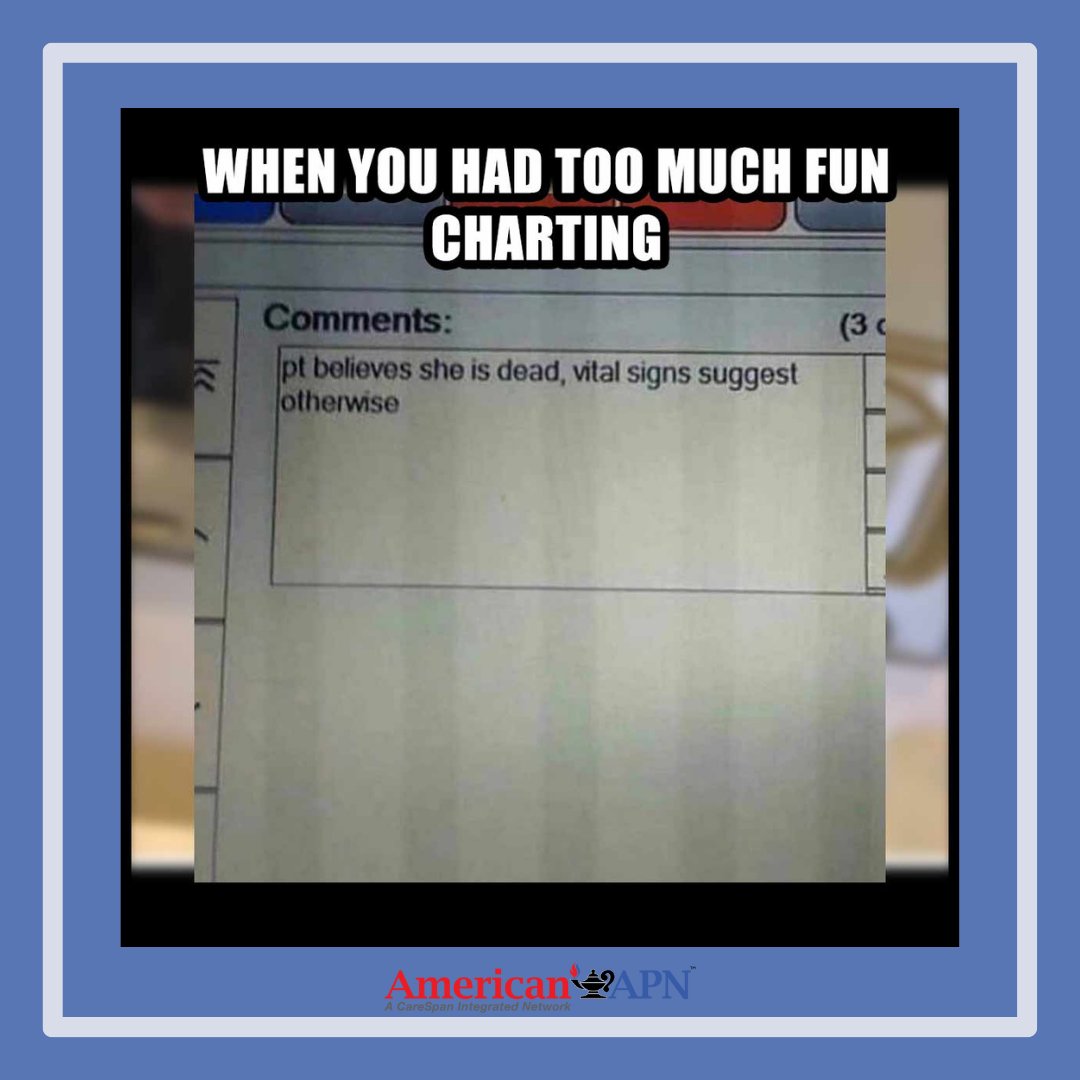 WHEN YOU HAD TOO MUCH FUN
CHARTING
Comments:
(3
pt believes she is dead, vital signs suggest
otherwise
American APN™
A CareSpan Integrated Network